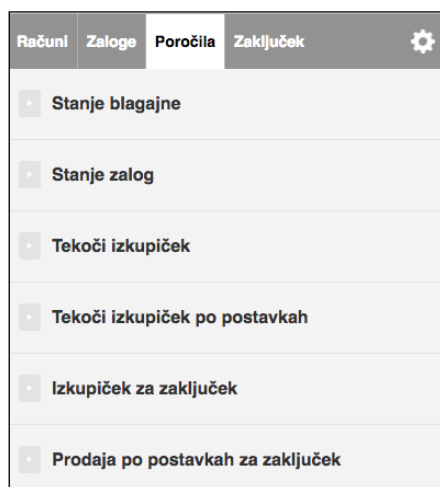 Računi Zaloge Poročila Zaključek
Stanje blagajne
Stanje zalog
Tekoči izkupiček
Tekoči izkupiček po postavkah
Izkupiček za zaključek
Prodaja po postavkah za zaključek